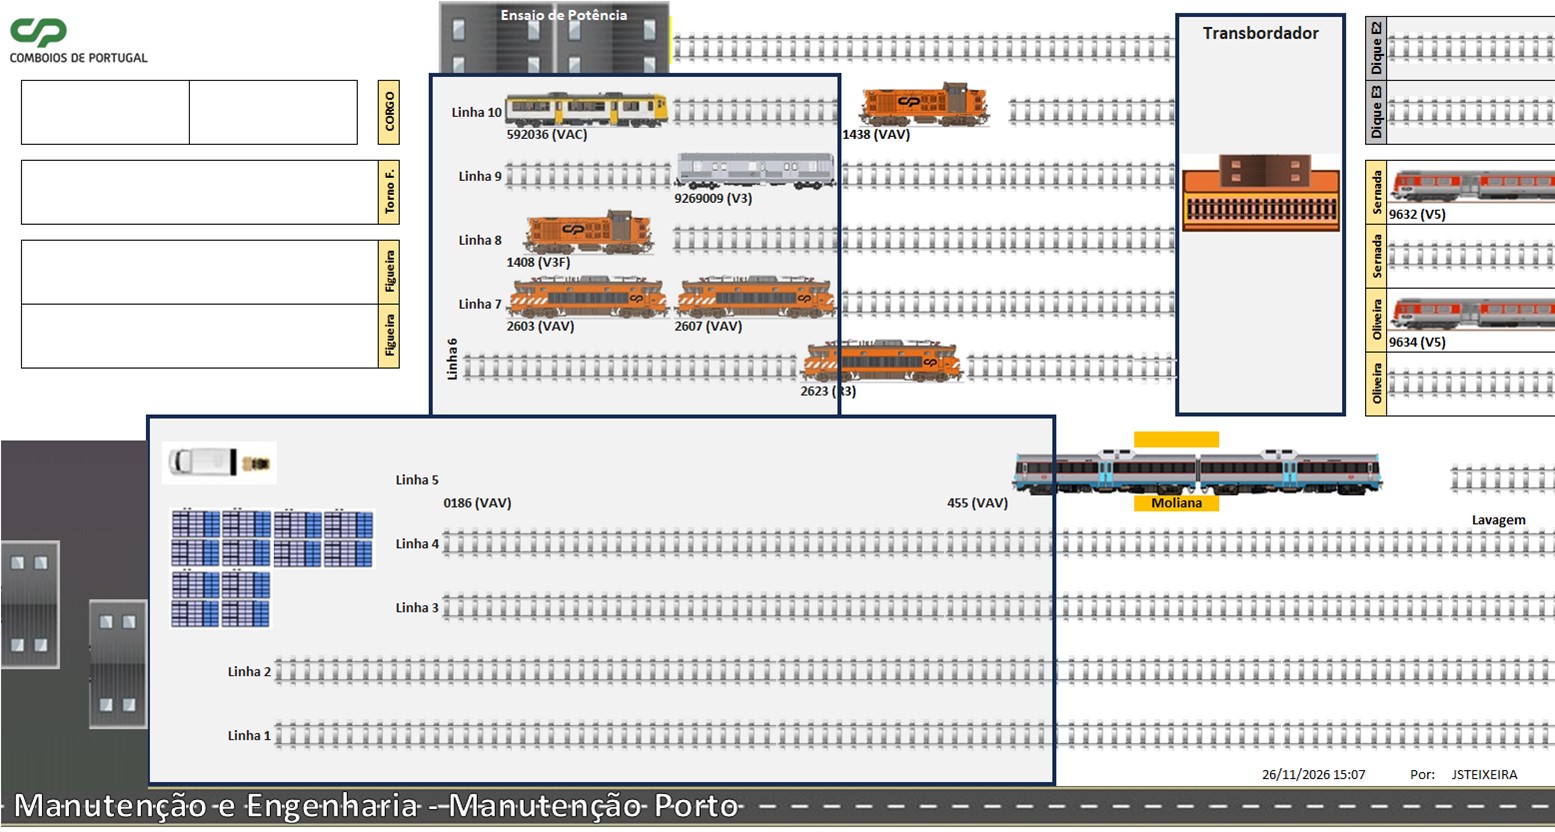 Ensaio de Potência
CP
COMBOIOS DE PORTUGAL
Transbordador
Dique E2
Dique E3
CORGO
Linha 10
592036 (VAC)
1438 (VAV)
Torno F.
Linha 9
9269009 (V3)
Sernada
9632 (V5)
Linha 8
1408 (V3F)
Sernada
Figueira
Linha 7
2603 (VAV)
2607 (VAV)
Oliveira
9634 (V5)
Figueira
Linha 6
2623 (R3)
Oliveira
Linha 5
0186 (VAV)
455 (VAV)
Moliana
Lavagem
Linha 4
Linha 3
Linha 2
Linha 1
26/11/2026 15:07 Por: JSTEIXEIRA
Manutenção e Engenharia - Manutenção Porto